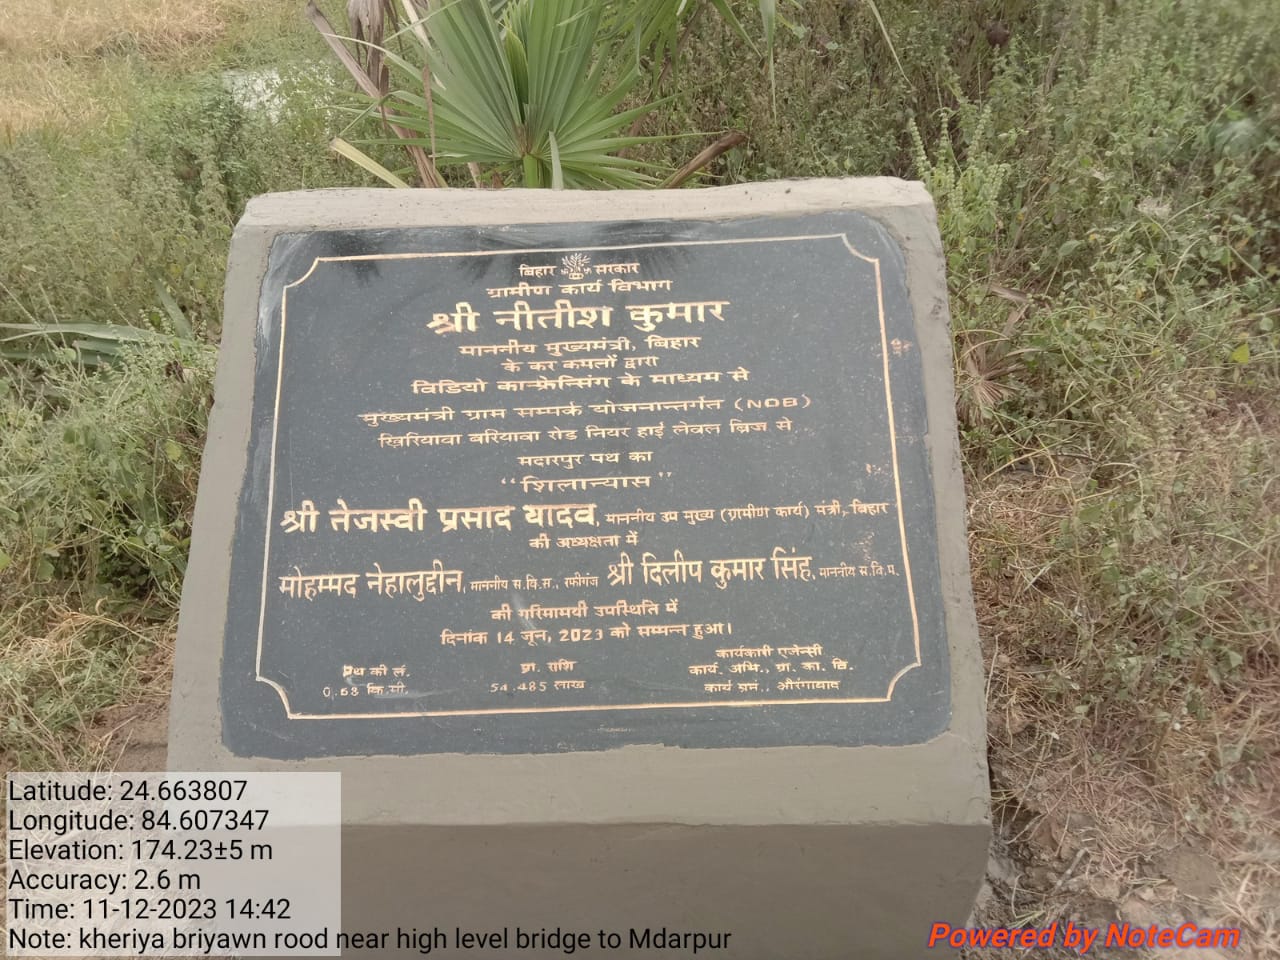 बिहार सरकार
ग्रामीण कार्य विभाग
श्री नीतीश कुमार
माननीय मुख्यमंत्री, बिहार
के कर कमलों द्वारा
विडियो कान्फ्रेन्सिंग के माध्यम से
मुख्यमंत्री ग्राम सम्पर्क योजनान्तर्गत (NDB)
खिरियावा बरियावा रोड नियर हाई लेवल ब्रिज से
मदारपुर पथ का
“शिलान्यास”
श्री तेजस्वी प्रसाद यादव, माननीय उप मुख्य (ग्रामीण कार्य) मंत्री, बिहार
की अध्यक्षता में
मोहम्मद नेहालुद्दीन, माननीय स.वि.स., रफीगंज श्री दिलीप कुमार सिंह, माननीय स.वि.प.
की गरिमामयी उपस्थिति में
दिनांक 14 जून, 2023 को सम्पन्न हुआ।
पथ की लं. प्रा. राशि कार्यकारी एजेन्सी
0.58 कि.मी. 54.485 लाख कार्य. अभि., ग्रा. का. वि.
कार्य प्रमं., औरंगाबाद
Latitude: 24.663807
Longitude: 84.607347
Elevation: 174.23±5 m
Accuracy: 2.6 m
Time: 11-12-2023 14:42
Note: kheriya briyawn rood near high level bridge to Mdarpur
Powered by NoteCam